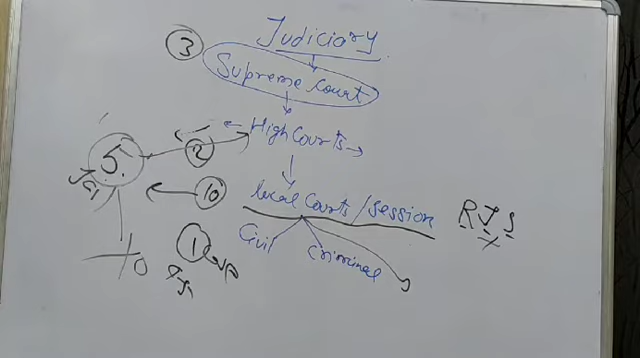 Judiciary
3
Supreme Court
High Courts
2
5
10
Local Courts/Session
RJS
Civil
Criminal
1